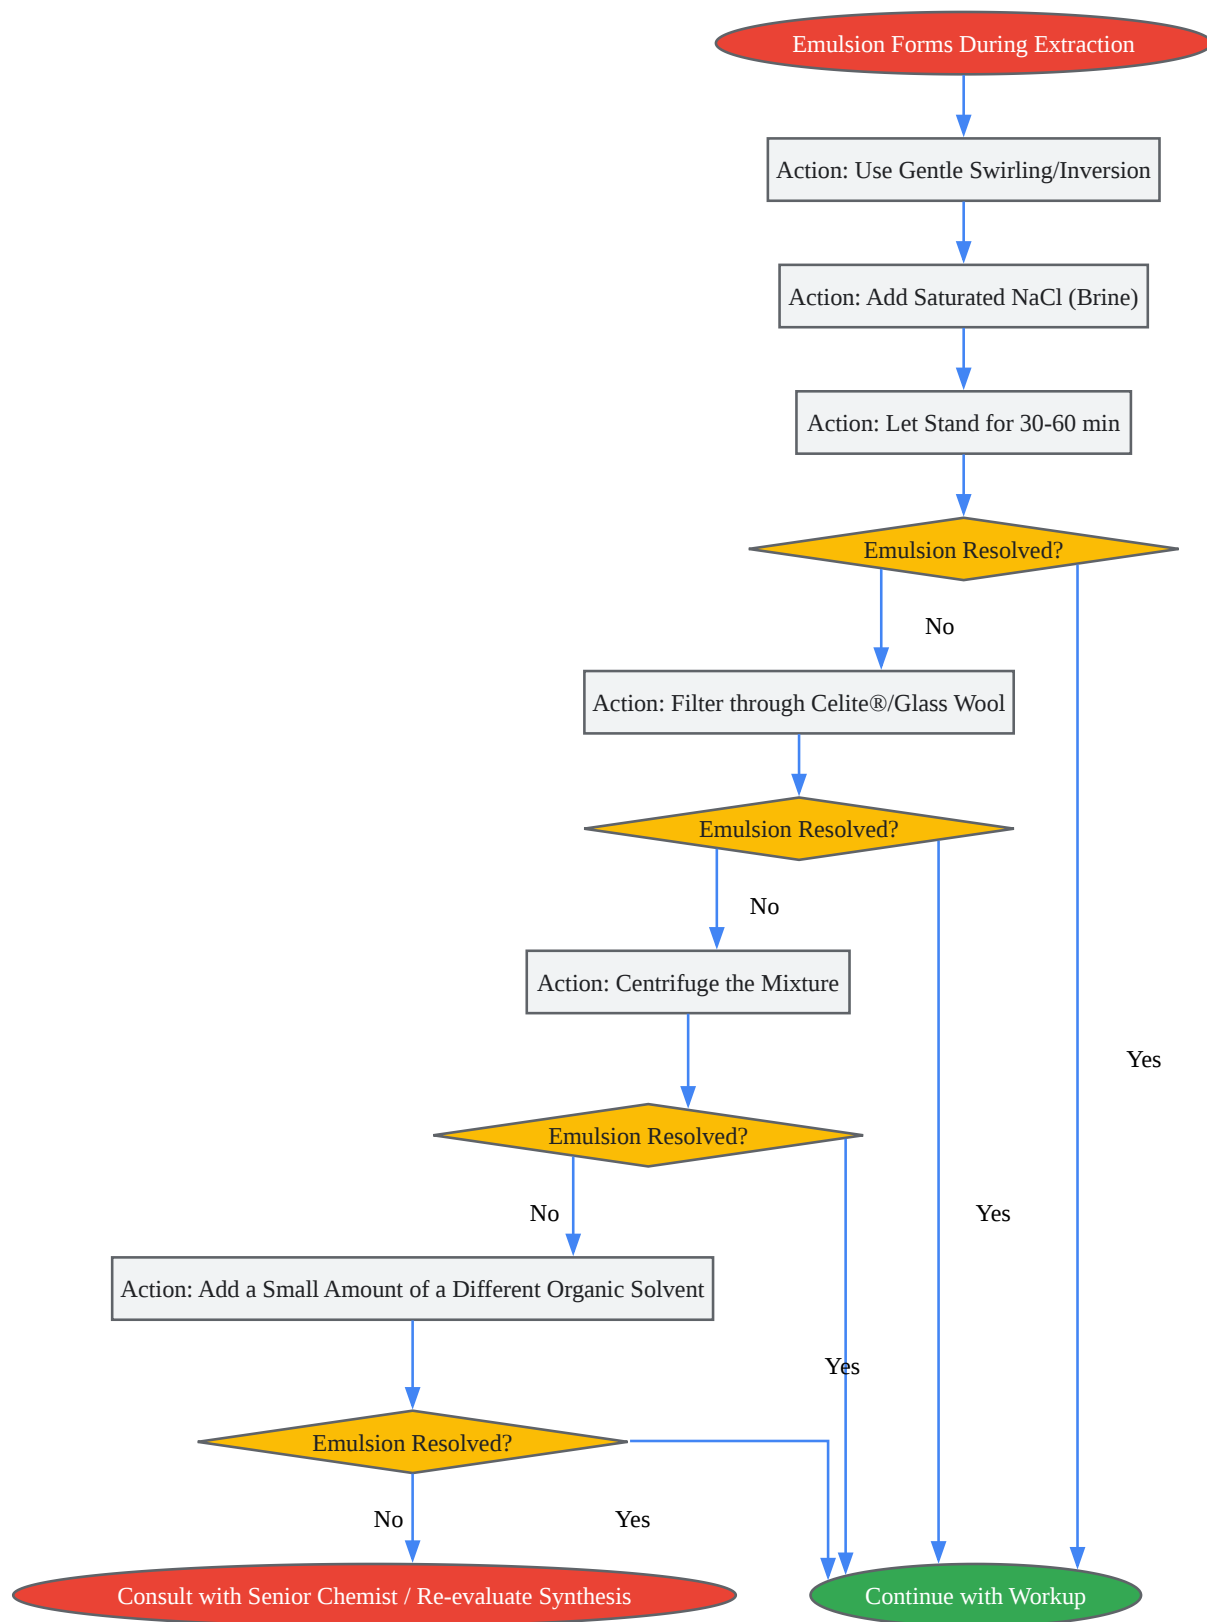 Emulsion Forms During Extraction
Action: Use Gentle Swirling/Inversion
Action: Add Saturated NaCl (Brine)
Action: Let Stand for 30-60 min
Emulsion Resolved?
No
Action: Filter through Celite®/Glass Wool
Emulsion Resolved?
No
Action: Centrifuge the Mixture
Yes
Emulsion Resolved?
No
Yes
Action: Add a Small Amount of a Different Organic Solvent
Yes
Emulsion Resolved?
No
Yes
Consult with Senior Chemist / Re-evaluate Synthesis
Continue with Workup